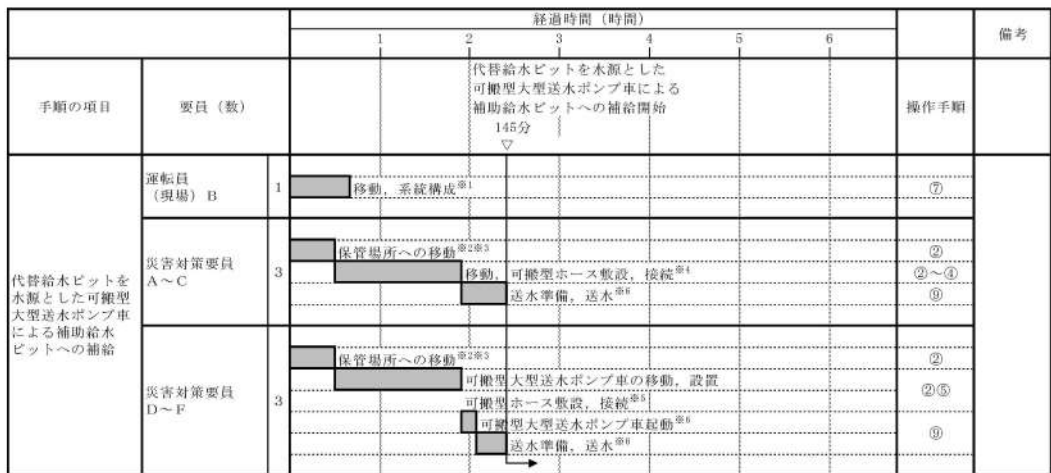 経過時間（時間）
備考
1 2 3 4 5 6
手順の項目
要員（数）
代替給水ピットを水源とした
可搬型大型送水ポンプ車による
補助給水ピットへの補給開始
145分
▽
操作手順
代替給水ピットを
水源とした可搬型
大型送水ポンプ車
による補助給水
ピットへの補給
運転員
（現場）B
1
移動，系統構成※1
⑦
災害対策要員
A～C
3
保管場所への移動※2※3
②
移動，可搬型ホース敷設，接続※4
②～④
送水準備，送水※6
⑨
災害対策要員
D～F
3
保管場所への移動※2※3
②
可搬型大型送水ポンプ車の移動，設置
可搬型ホース敷設，接続※5
②⑤
可搬型大型送水ポンプ車起動※6
送水準備，送水※6
⑨